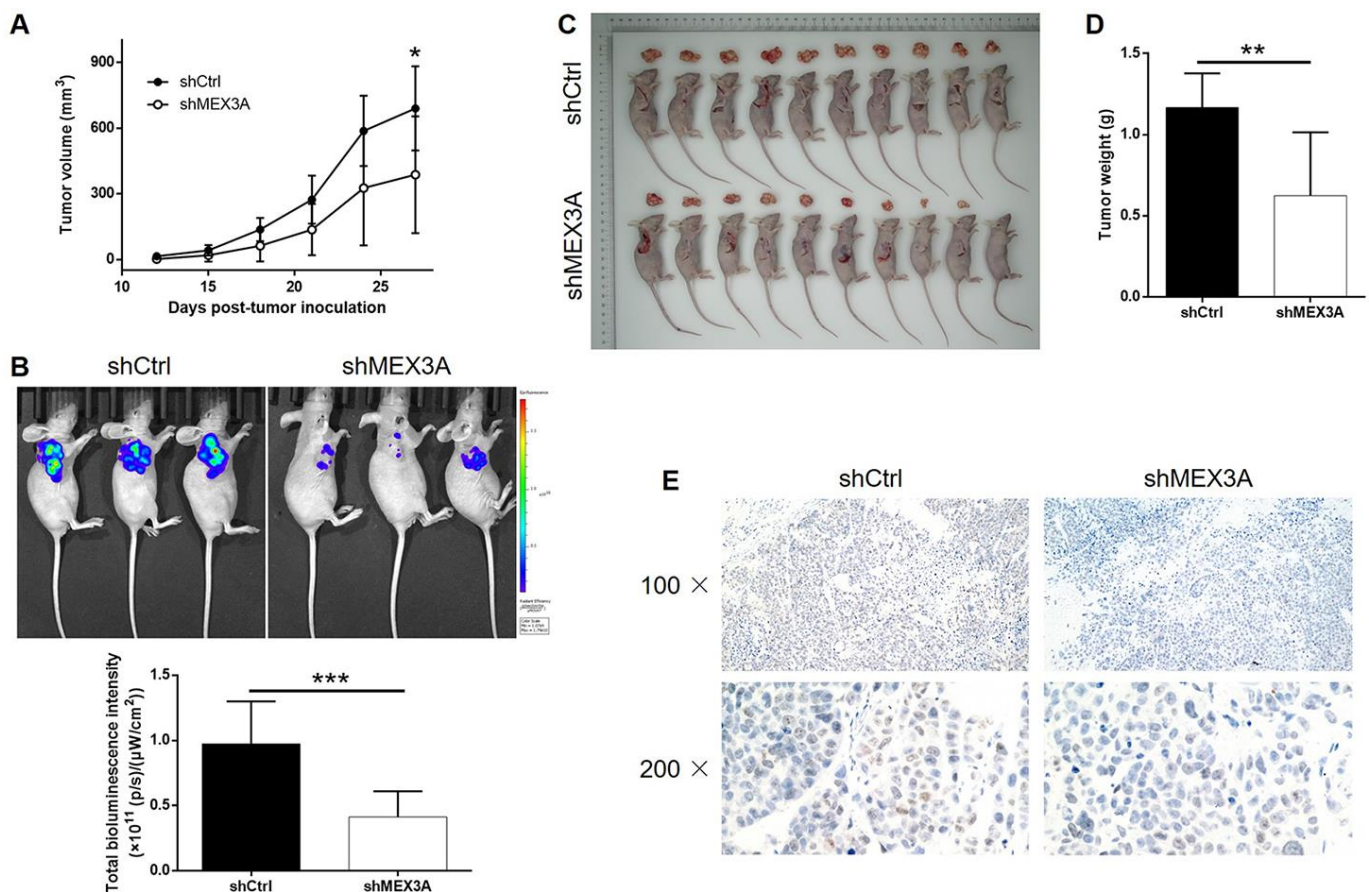 A
Tumor volume (mm³)
900
600
300
0
shCtrl
shMEX3A
*
10
15
20
25
Days post-tumor inoculation
B
shCtrl
shMEX3A
Total bioluminescence intensity
(×10¹¹ (p/s)/(µW/cm²))
1.5
1.0
0.5
0.0
***
shCtrl
shMEX3A
C
shCtrl
shMEX3A
D
Tumor weight (g)
1.5
1.0
0.5
0.0
**
shCtrl
shMEX3A
E
shCtrl
shMEX3A
100 ×
200 ×